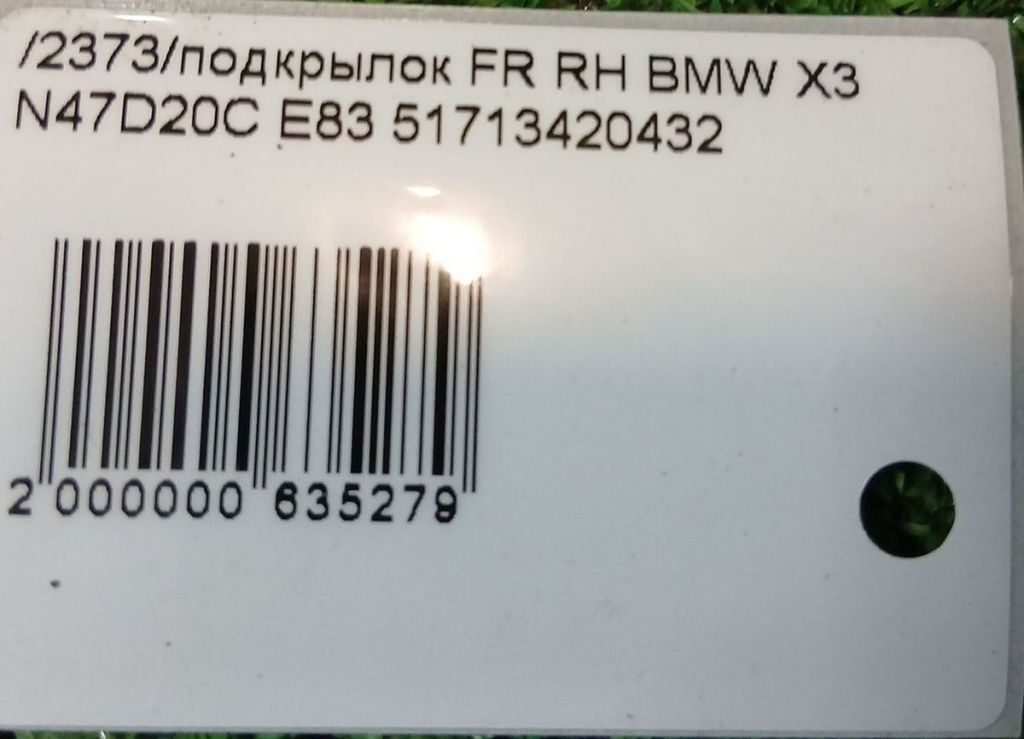 /2373/подкрылок FR RH BMW X3
N47D20C E83 51713420432
2 000000 635279